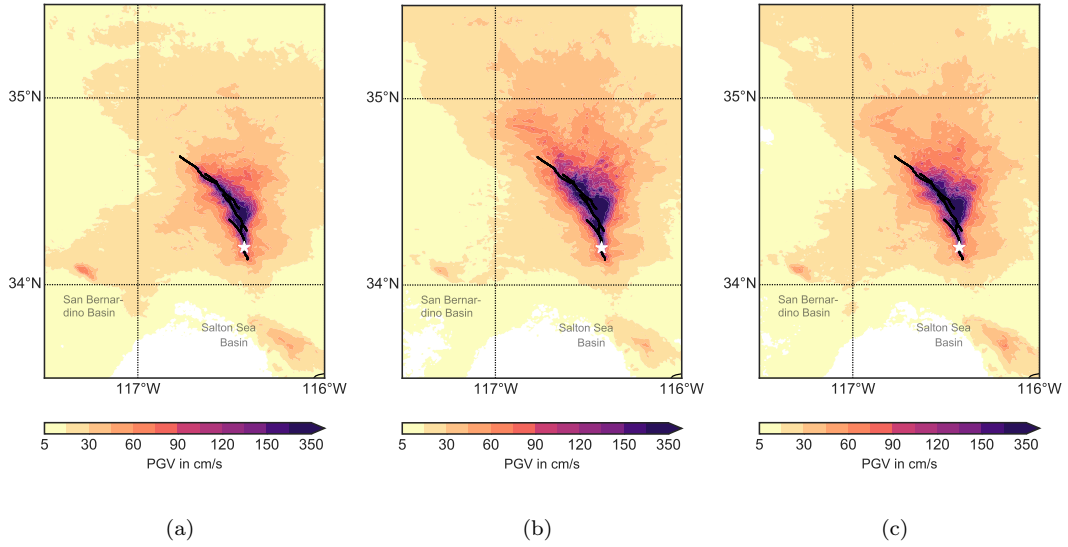 35°N
34°N
San Bernar-
dino Basin
Salton Sea
Basin
117°W
116°W
5 30 60 90 120 150 350
PGV in cm/s
(a)
35°N
34°N
San Bernar-
dino Basin
Salton Sea
Basin
117°W
116°W
5 30 60 90 120 150 350
PGV in cm/s
(b)
35°N
34°N
San Bernar-
dino Basin
Salton Sea
Basin
117°W
116°W
5 30 60 90 120 150 350
PGV in cm/s
(c)